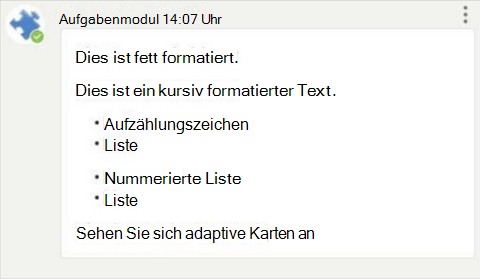 Aufgabenmodul 14:07 Uhr
Dies ist fett formatiert.
Dies ist ein kursiv formatierter Text.
• Aufzählungszeichen
• Liste
• Nummerierte Liste
• Liste
Sehen Sie sich adaptive Karten an